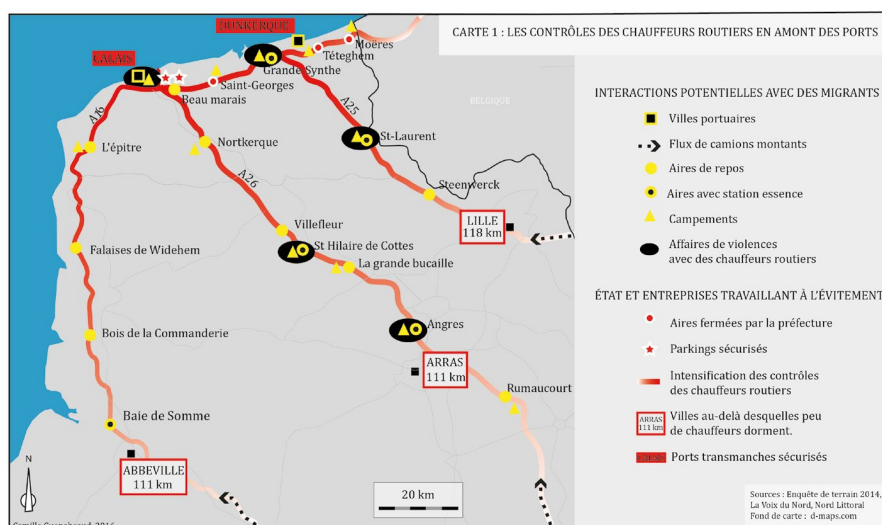 CARTE 1 : LES CONTRÔLES DES CHAUFFEURS ROUTIERS EN AMONT DES PORTS
DUNKERQUE
Moëres
Téteghem
CALAIS
Grande Synthe
Saint-Georges
Beau marais
A16
A25
BELGIQUE
L'épitre
Nortkerque
St-Laurent
A26
Steenwerck
LILLE
118 km
Villefleur
Falaises de Widehem
St Hilaire de Cottes
La grande bucaille
Bois de la Commanderie
Angres
ARRAS
111 km
Rumaucourt
Baie de Somme
ABBEVILLE
111 km
N
20 km
INTERACTIONS POTENTIELLES AVEC DES MIGRANTS
Villes portuaires
Flux de camions montants
Aires de repos
Aires avec station essence
Campements
Affaires de violences
avec des chauffeurs routiers
ÉTAT ET ENTREPRISES TRAVAILLANT À L'ÉVITEMENT
Aires fermées par la préfecture
Parkings sécurisés
Intensification des contrôles
des chauffeurs routiers
ARRAS
111 km
Villes au-delà desquelles peu
de chauffeurs dorment.
Ports transmanches sécurisés
Sources : Enquête de terrain 2014,
La Voix du Nord, Nord Littoral
Fond de carte : d-maps.com